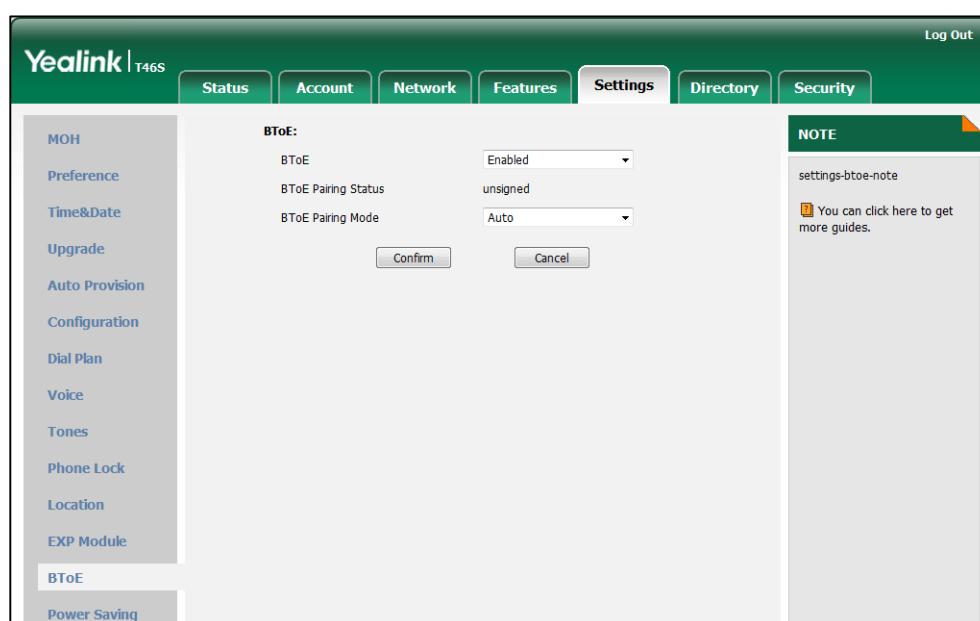 Log Out
Yealink T46S
Status Account Network Features Settings Directory Security
MOH
Preference
Time&Date
Upgrade
Auto Provision
Configuration
Dial Plan
Voice
Tones
Phone Lock
Location
EXP Module
BToE
Power Saving
BToE:
BToE Enabled
BToE Pairing Status unsigned
BToE Pairing Mode Auto
Confirm Cancel
NOTE
settings-btoe-note
You can click here to get
more guides.